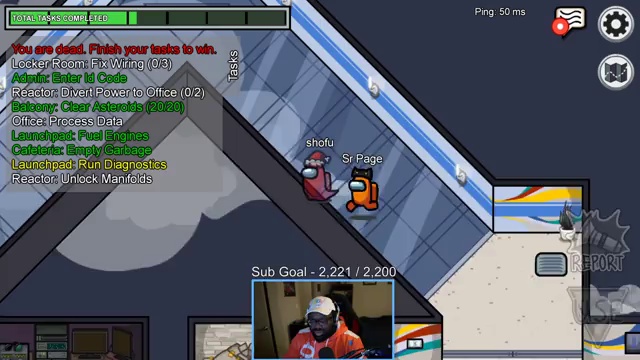 TOTAL TASKS COMPLETED
Ping: 50 ms
You are dead. Finish your tasks to win.
Locker Room: Fix Wiring (0/3)
Admin: Enter Id Code
Reactor: Divert Power to Office (0/2)
Balcony: Clear Asteroids (20/20)
Office: Process Data
Launchpad: Fuel Engines
Cafeteria: Empty Garbage
Launchpad: Run Diagnostics
Reactor: Unlock Manifolds
Tasks
shofu
Sr Page
REPORT
USE
Sub Goal - 2,221 / 2,200